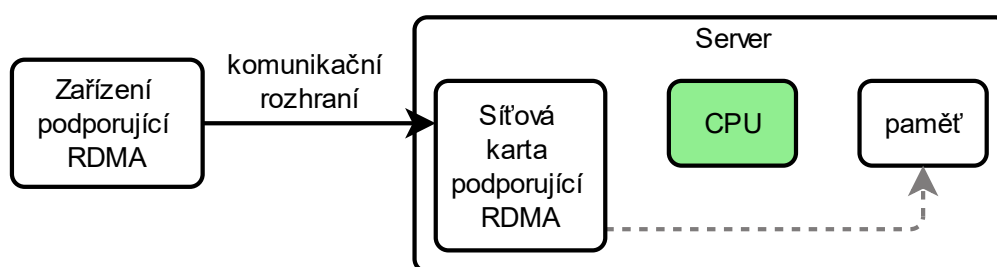 Zařízení
podporující
RDMA
komunikační
rozhraní
Server
Síťová
karta
podporující
RDMA
CPU
paměť